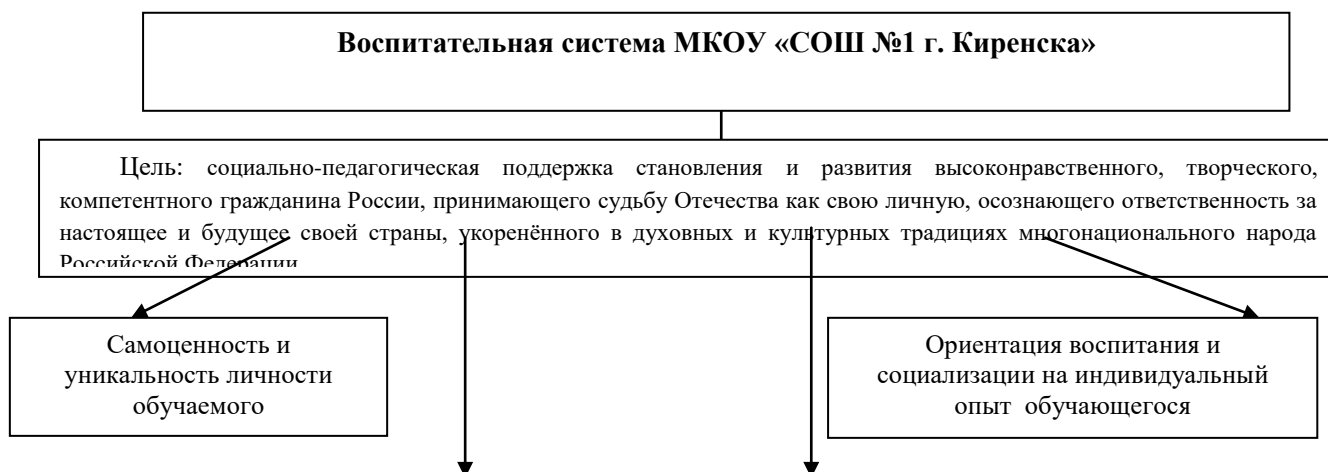 Воспитательная система МКОУ «СОШ №1 г. Киренска»
Цель: социально-педагогическая поддержка становления и развития высоконравственного, творческого,
компетентного гражданина России, принимающего судьбу Отечества как свою личную, осознающего ответственность за
настоящее и будущее своей страны, укоренённого в духовных и культурных традициях многонационального народа
Российской Федерации
Самоценность и
уникальность личности
обучаемого
Ориентация воспитания и
социализации на индивидуальный
опыт обучающегося